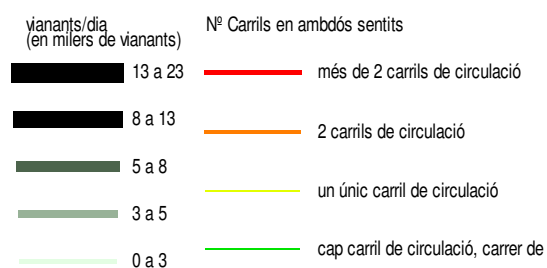 vianants/dia
(en milers de vianants)
13 a 23
8 a 13
5 a 8
3 a 5
0 a 3
Nº Carrils en ambdós sentits
més de 2 carrils de circulació
2 carrils de circulació
un únic carril de circulació
cap carril de circulació, carrer de